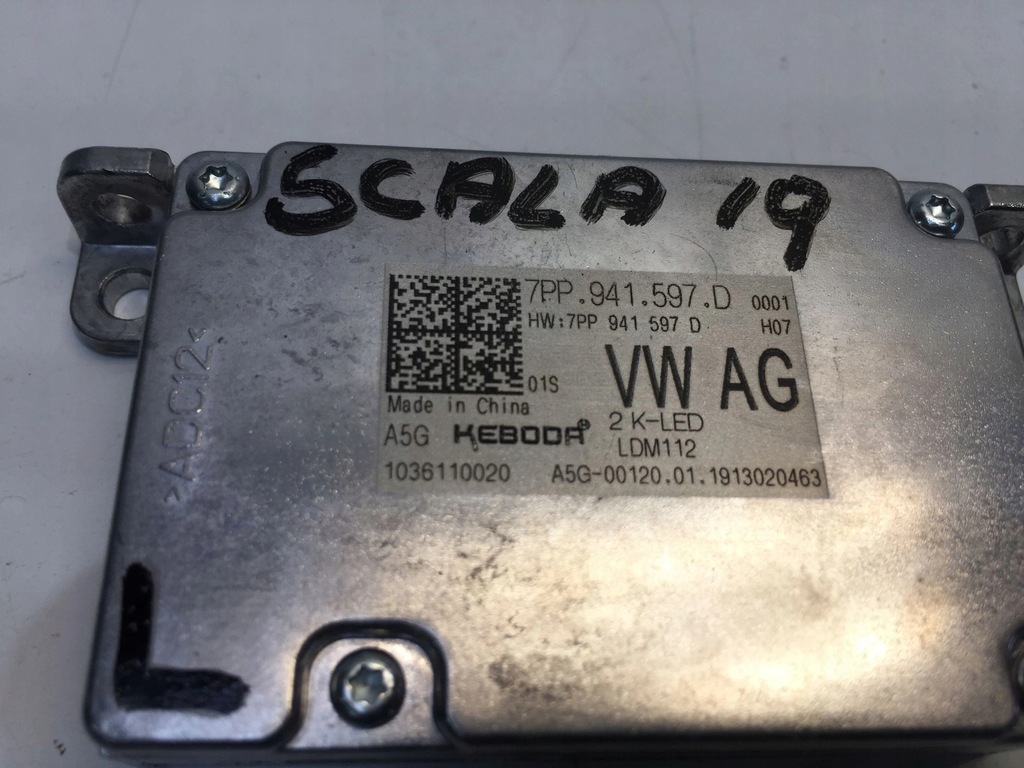 SCALA 19
7PP.941.597.D 0001
HW:7PP 941 597 D H07
01S
VW AG
Made in China
2 K-LED
A5G KEBODA®
LDM112
1036110020 A5G-00120.01.1913020463
>ADC12<
L